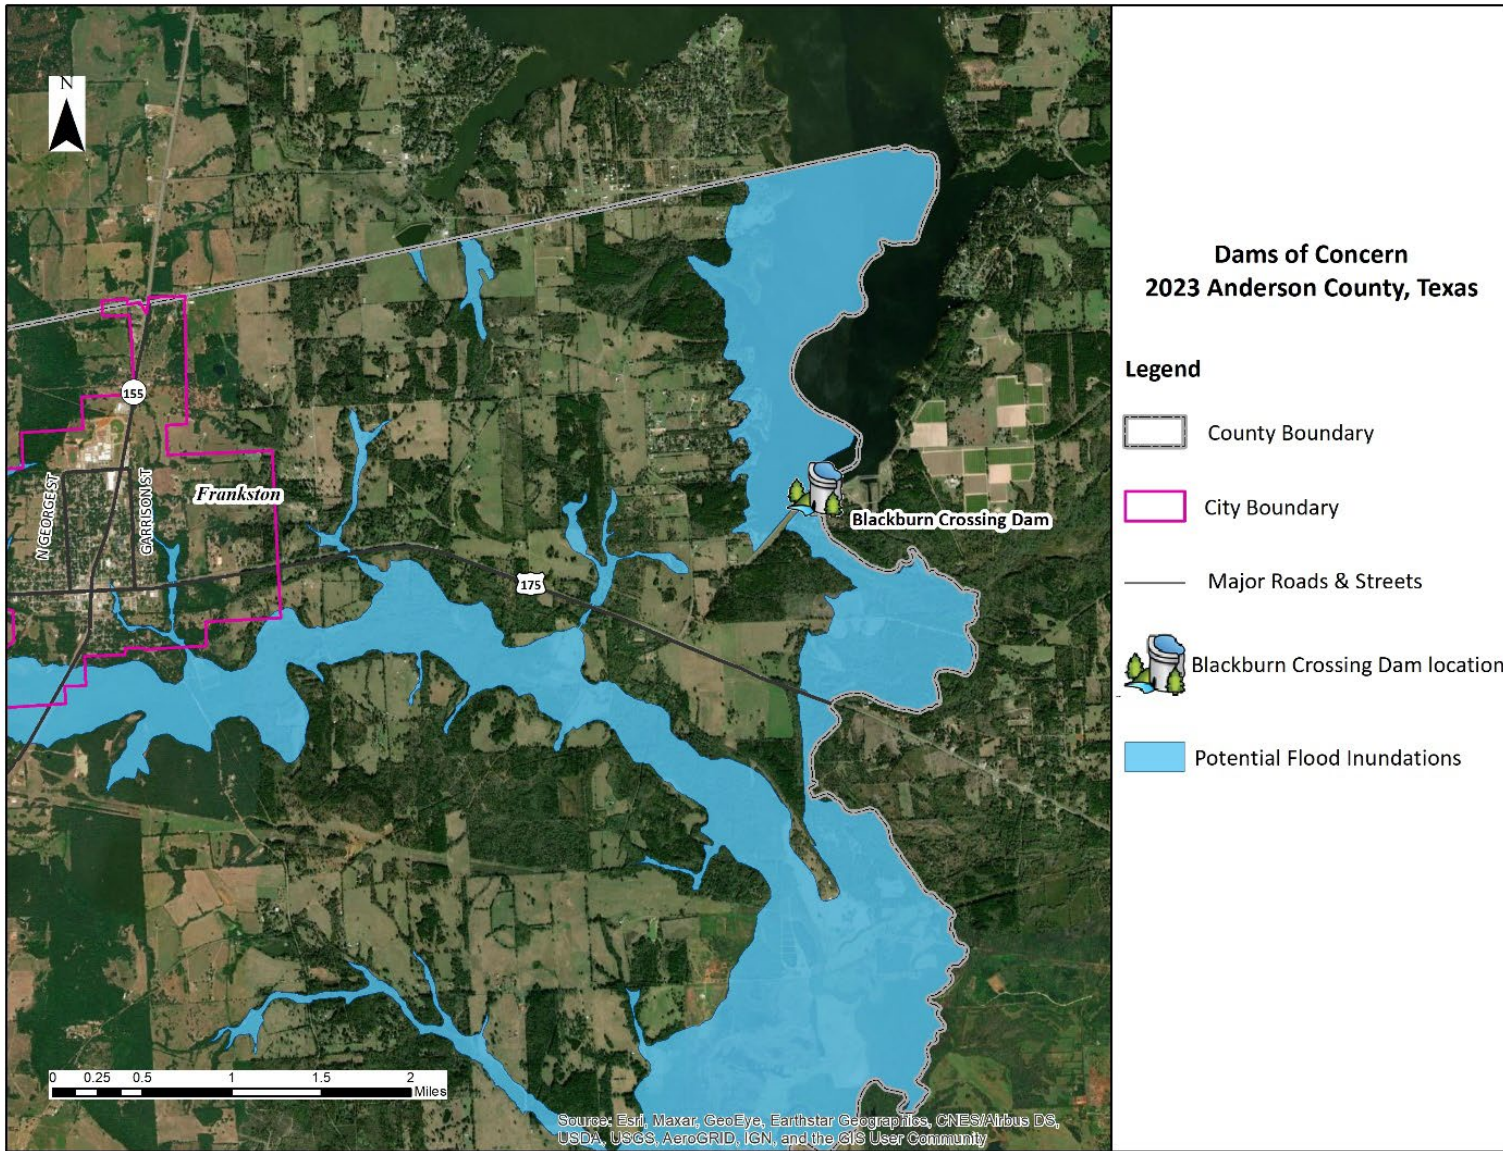 N
155
N GEORGE ST
GARRISON ST
Frankston
Blackburn Crossing Dam
175
0 0.25 0.5 1 1.5 2
Miles
Source: Esri, Maxar, GeoEye, Earthstar Geographics, CNES/Airbus DS,
USDA, USGS, AeroGRID, IGN, and the GIS User Community
Dams of Concern
2023 Anderson County, Texas
Legend
County Boundary
City Boundary
Major Roads & Streets
Blackburn Crossing Dam location
Potential Flood Inundations